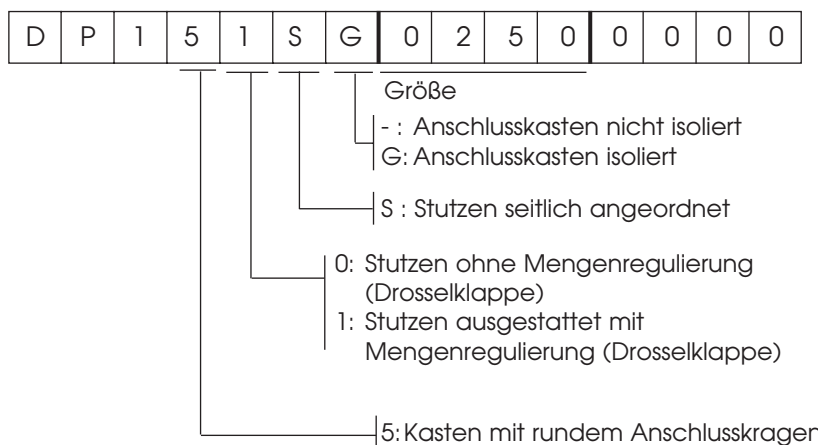 D P 1 5 1 S G 0 2 5 0 0 0 0 0
Größe
- : Anschlusskasten nicht isoliert
G: Anschlusskasten isoliert
S : Stutzen seitlich angeordnet
0: Stutzen ohne Mengenregulierung
(Drosselklappe)
1: Stutzen ausgestattet mit
Mengenregulierung (Drosselklappe)
5: Kasten mit rundem Anschlusskragen